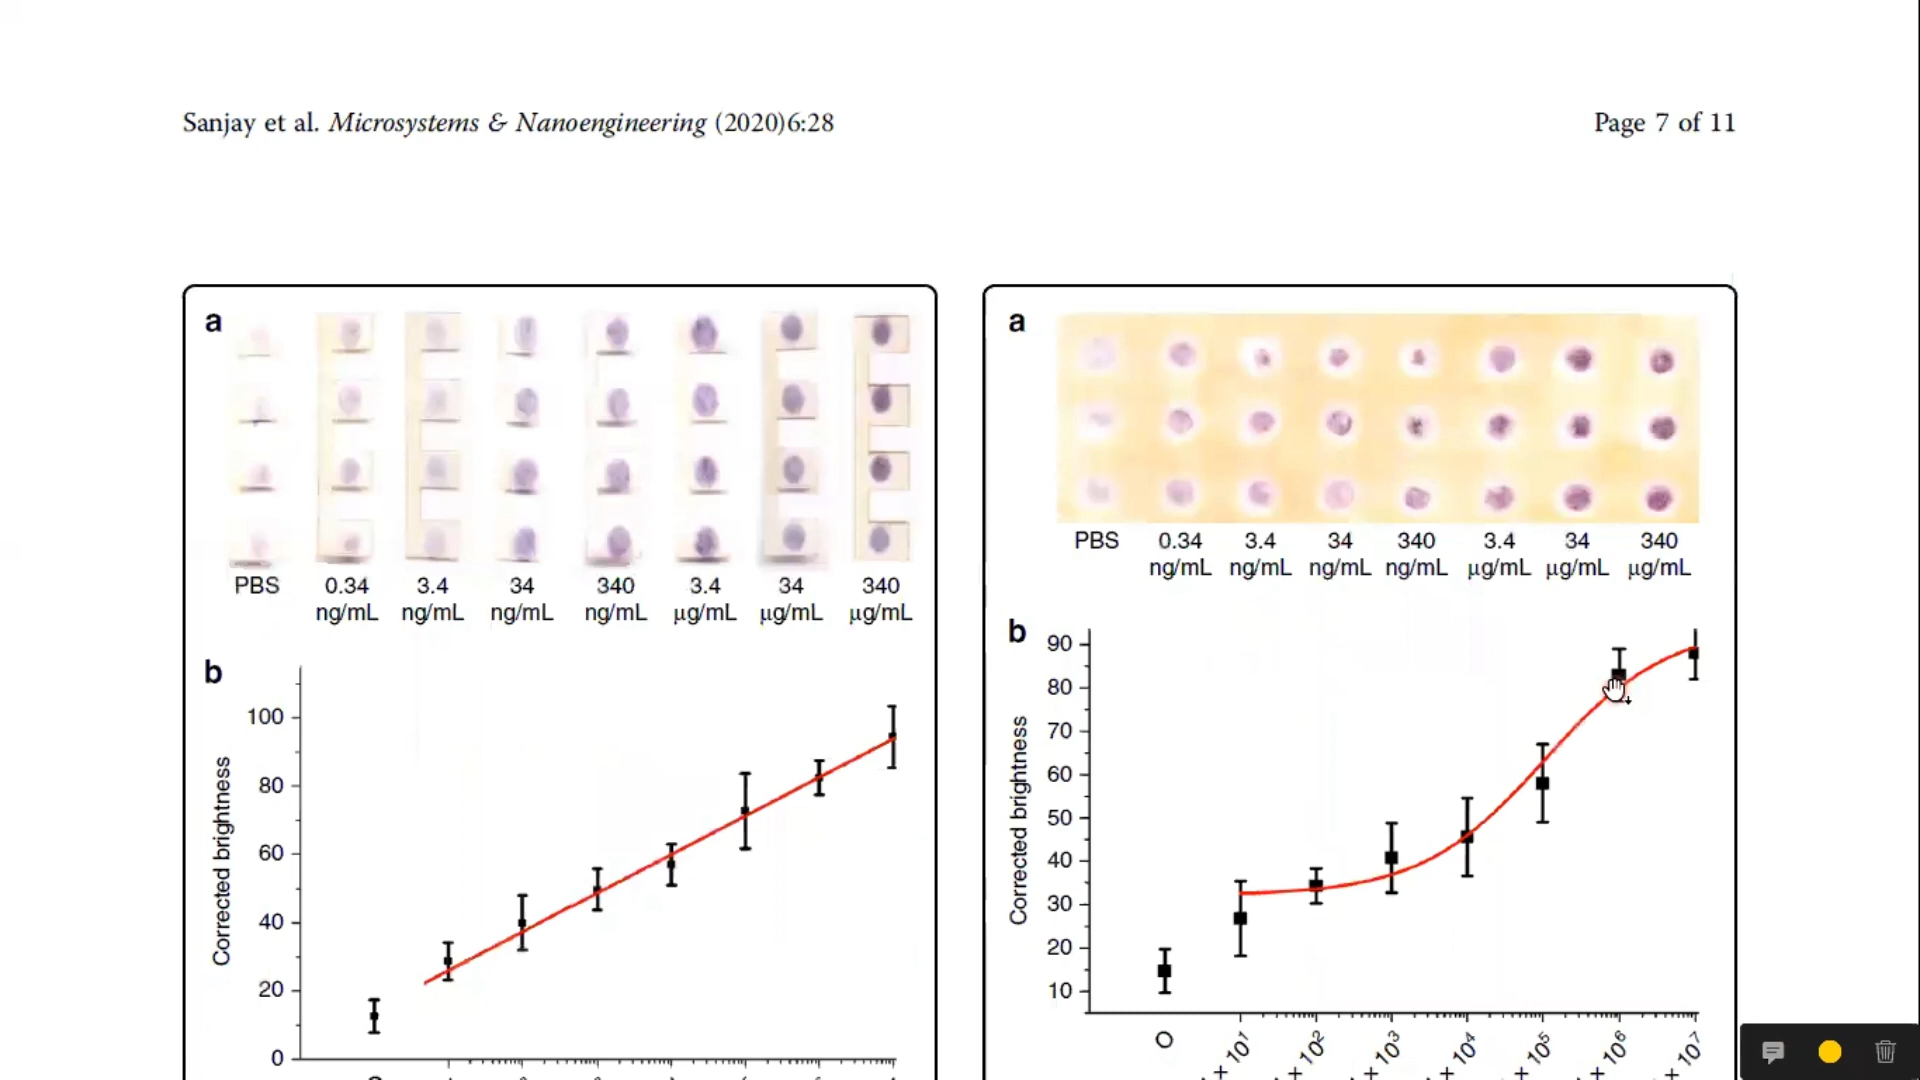 Sanjay et al. Microsystems & Nanoengineering (2020)6:28
Page 7 of 11
a
PBS
0.34 ng/mL
3.4 ng/mL
34 ng/mL
340 ng/mL
3.4 μg/mL
34 μg/mL
340 μg/mL
b
Corrected brightness
100
80
60
40
20
0
a
PBS
0.34 ng/mL
3.4 ng/mL
34 ng/mL
340 ng/mL
3.4 μg/mL
34 μg/mL
340 μg/mL
b
Corrected brightness
90
80
70
60
50
40
30
20
10
O
+ 10¹
+ 10²
+ 10³
+ 10⁴
+ 10⁵
+ 10⁶
+ 10⁷